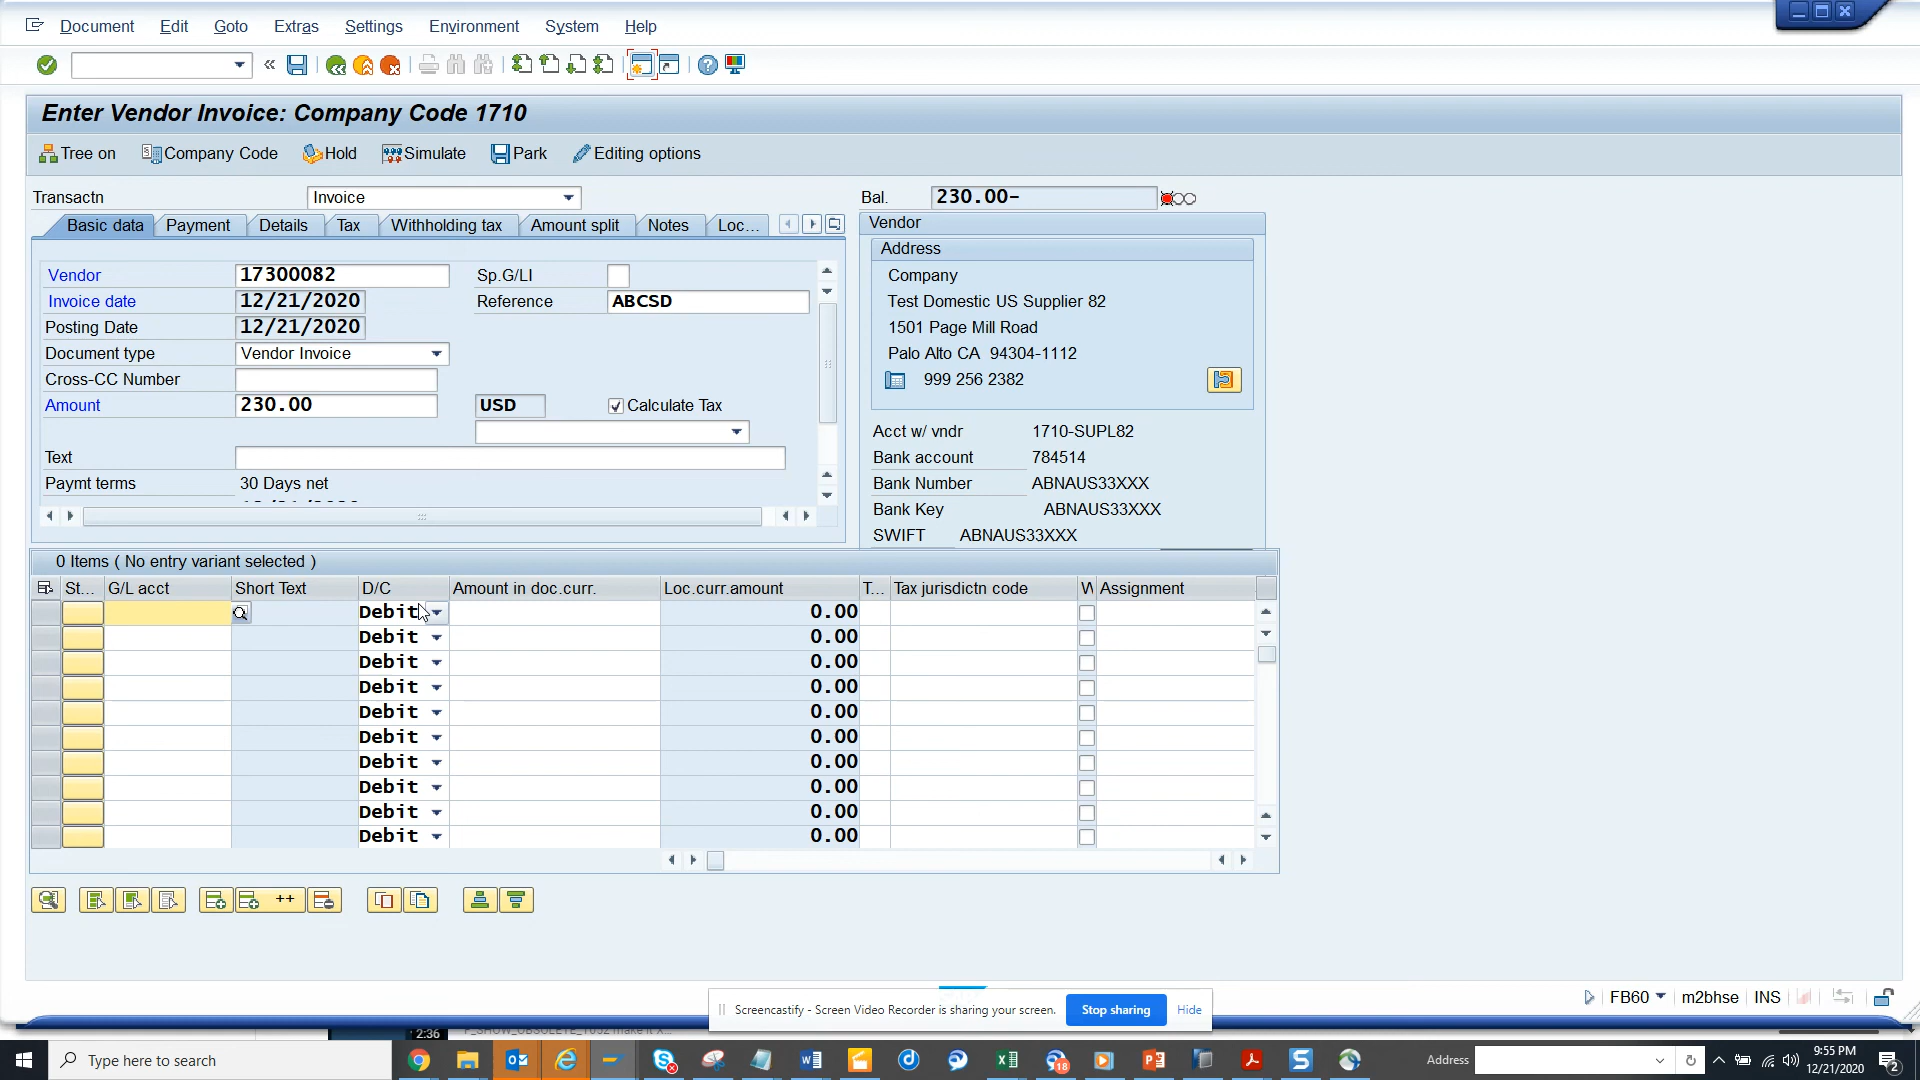 Document Edit Goto Extras Settings Environment System Help
Enter Vendor Invoice: Company Code 1710
Tree on Company Code Hold Simulate Park Editing options
Transactn Invoice Bal. 230.00-
Basic data Payment Details Tax Withholding tax Amount split Notes Loc...
Vendor 17300082 Sp.G/LI
Invoice date 12/21/2020 Reference ABCSD
Posting Date 12/21/2020
Document type Vendor Invoice
Cross-CC Number
Amount 230.00 USD Calculate Tax
Text
Paymt terms 30 Days net
Vendor
Address
Company
Test Domestic US Supplier 82
1501 Page Mill Road
Palo Alto CA 94304-1112
999 256 2382
Acct w/ vndr 1710-SUPL82
Bank account 784514
Bank Number ABNAUS33XXX
Bank Key ABNAUS33XXX
SWIFT ABNAUS33XXX
0 Items ( No entry variant selected )
St... G/L acct Short Text D/C Amount in doc.curr. Loc.curr.amount T... Tax jurisdictn code W Assignment
Debit 0.00
Debit 0.00
Debit 0.00
Debit 0.00
Debit 0.00
Debit 0.00
Debit 0.00
Debit 0.00
Debit 0.00
Debit 0.00
++
FB60 m2bhse INS
Screencastify - Screen Video Recorder is sharing your screen. Stop sharing Hide
2:36
Type here to search
18
Address
9:55 PM
12/21/2020
2